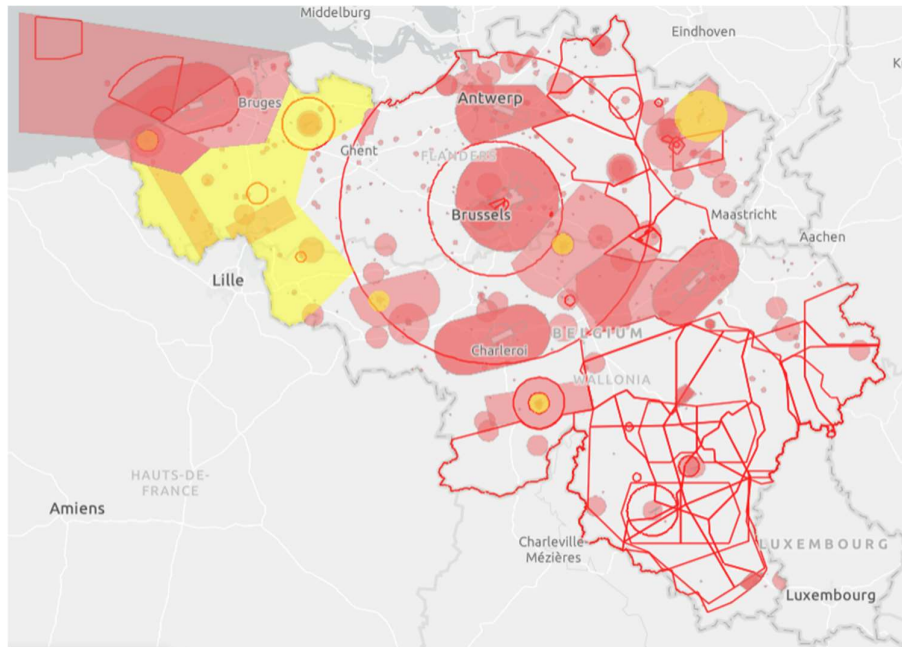 Middelburg
Eindhoven
K
Bruges
Antwerp
Ghent
FLANDERS
Brussels
Maastricht
Aachen
Lille
BELGIUM
Charleroi
WALLONIA
HAUTS-DE-
FRANCE
Amiens
Charleville-
Mézières
LUXEMBOURG
Luxembourg